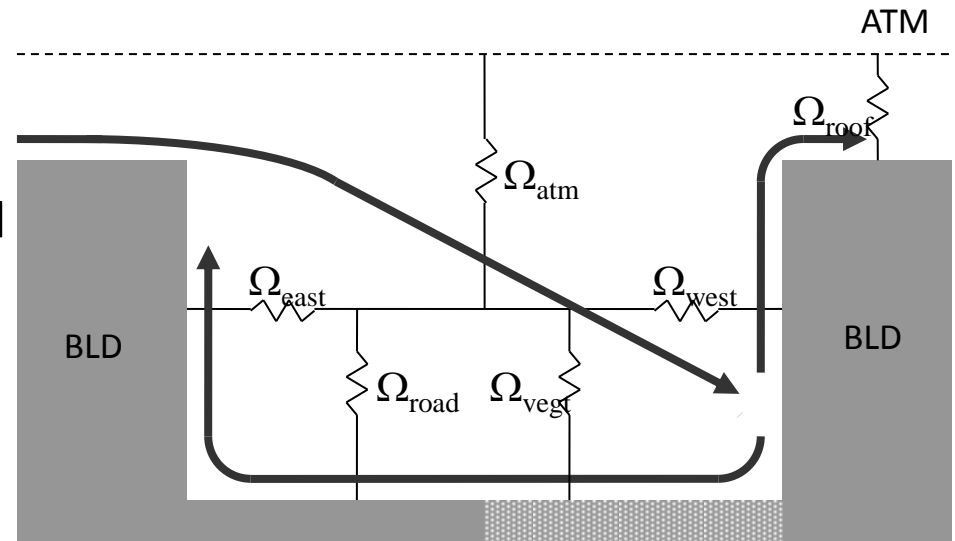 ATM
Ωroof
Ωatm
Ωeast
Ωwest
BLD
BLD
Ωroad
Ωvegt